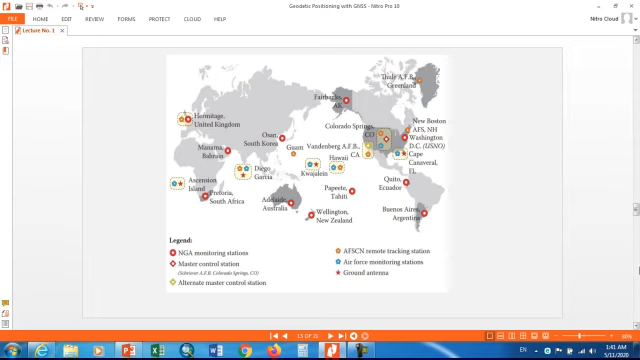 Geodetic Positioning with GNSS - Nitro Pro 10
FILE HOME EDIT REVIEW FORMS PROTECT CLOUD HELP
Nitro Cloud
Lecture No. 1
Thule A.F.B,
Greenland
Fairbanks,
AK
Hermitage,
United Kingdom
Colorado Springs,
CO
New Boston
AFS, NH
Osan,
South Korea
Washington
D.C. (USNO)
Manama,
Bahrain
Guam
Vandenberg A.F.B.,
CA
Cape
Canaveral,
FL
Hawaii
Diego
Garcia
Kwajalein
Ascension
Island
Quito,
Ecuador
Pretoria,
South Africa
Papeete,
Tahiti
Adelaide,
Australia
Wellington,
New Zealand
Buenos Aires,
Argentina
Legend:
NGA monitoring stations
Master control station
(Schriever A.F.B. Colorado Springs, CO)
Alternate master control station
AFSCN remote tracking station
Air force monitoring stations
Ground antenna
15 OF 21
80%
EN
1:41 AM
5/11/2020